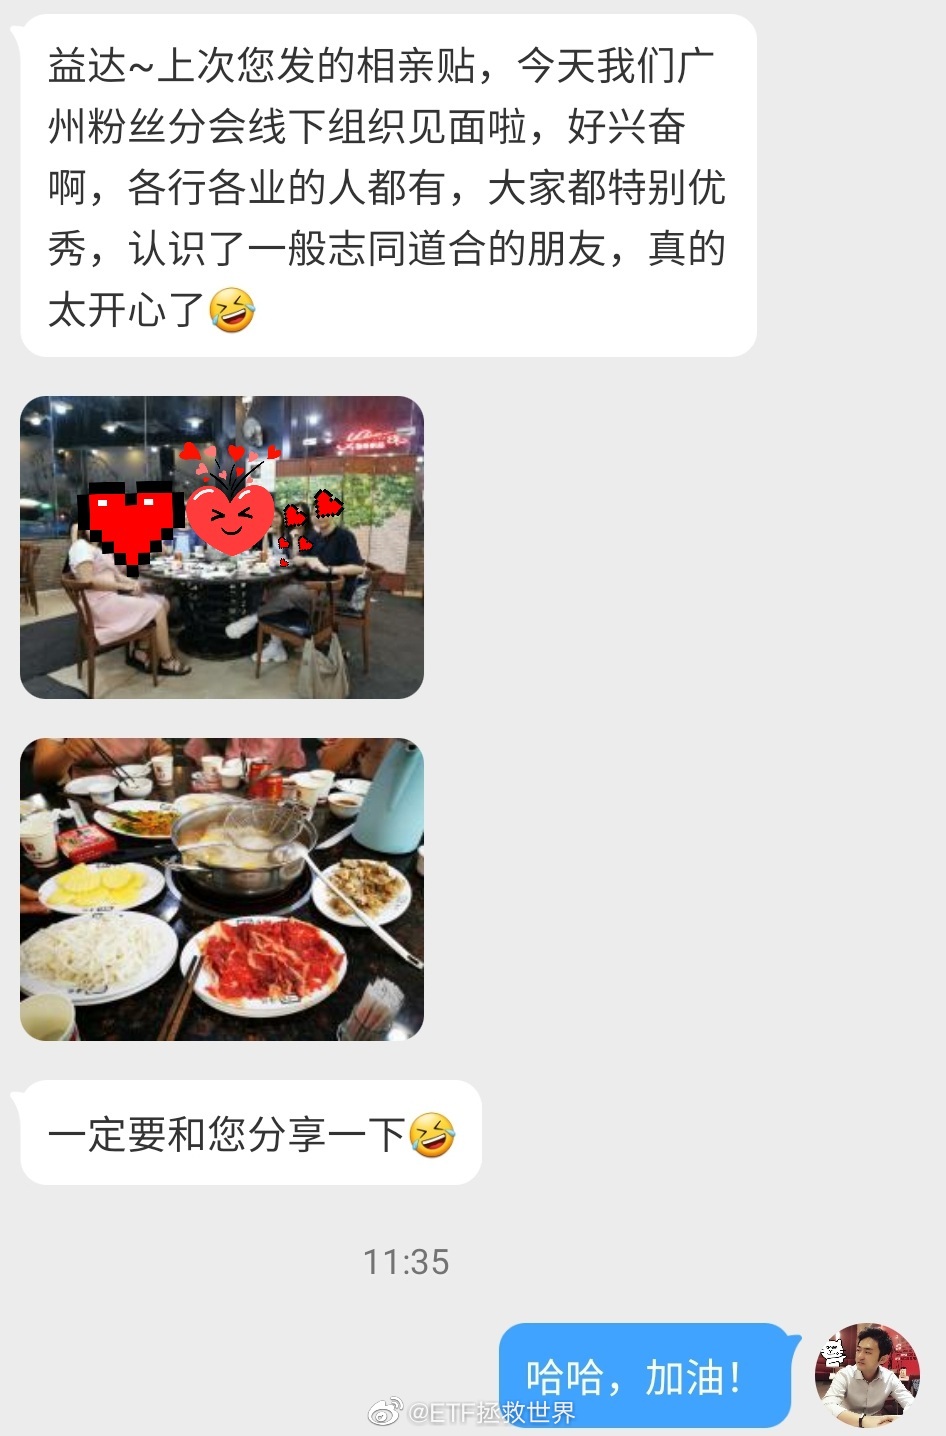 益达~上次您发的相亲贴，今天我们广
州粉丝分会线下组织见面啦，好兴奋
啊，各行各业的人都有，大家都特别优
秀，认识了一般志同道合的朋友，真的
太开心了🤣
一定要和您分享一下🤣
11:35
哈哈，加油！
@ETF拯救世界